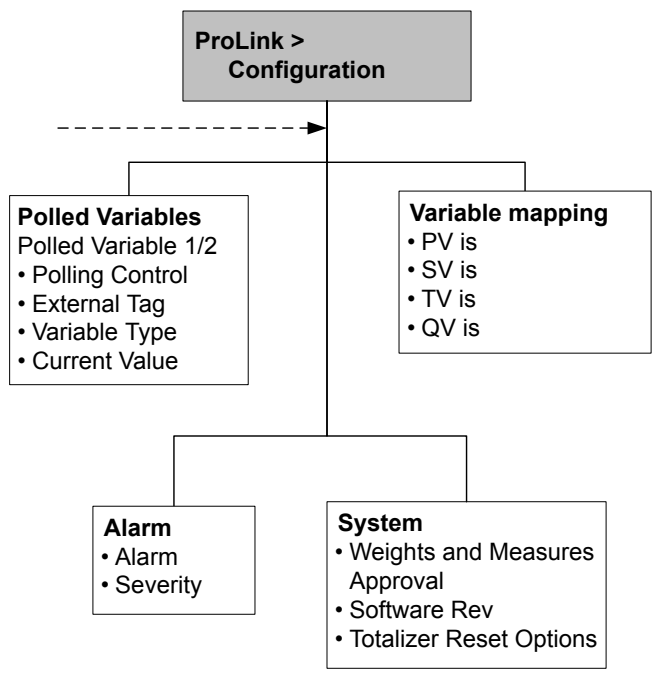 ProLink >
Configuration
Polled Variables
Polled Variable 1/2
• Polling Control
• External Tag
• Variable Type
• Current Value
Variable mapping
• PV is
• SV is
• TV is
• QV is
Alarm
• Alarm
• Severity
System
• Weights and Measures
Approval
• Software Rev
• Totalizer Reset Options